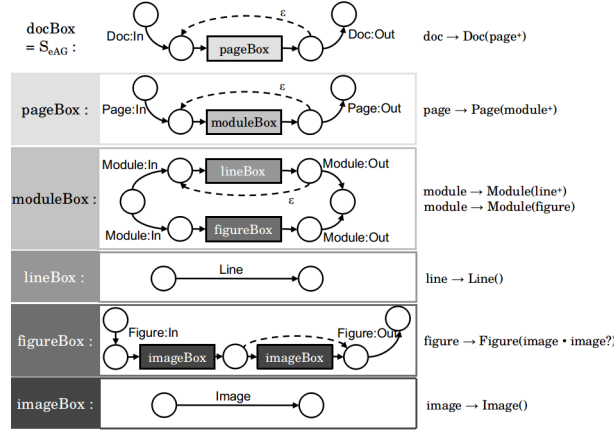 docBox
= S_eAG
Doc:In
ε
pageBox
Doc:Out
doc → Doc(page⁺)
pageBox :
Page:In
ε
moduleBox
Page:Out
page → Page(module⁺)
moduleBox :
Module:In
lineBox
Module:Out
ε
figureBox
Module:In
Module:Out
module → Module(line⁺)
module → Module(figure)
lineBox :
Line
line → Line()
figureBox :
Figure:In
imageBox
imageBox
Figure:Out
figure → Figure(image • image?)
imageBox :
Image
image → Image()